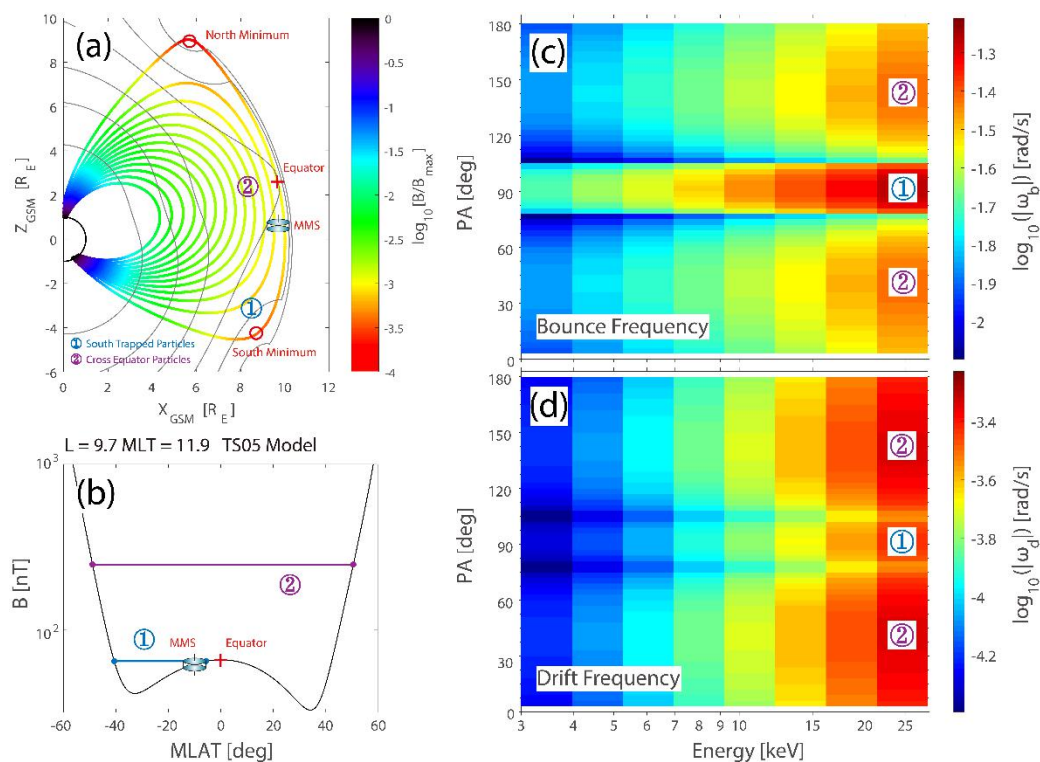 (a)
10
9
8
6
4
2
0
-2
-4
-6
Z_GSM [R_E]
North Minimum
Equator
②
MMS
①
① South Trapped Particles
② Cross Equator Particles
South Minimum
0 2 4 6 8 10 12
X_GSM [R_E]
0
-0.5
-1
-1.5
-2
-2.5
-3
-3.5
-4
log10[B/Bmax]
L = 9.7 MLT = 11.9 TS05 Model
(b)
10^3
10^2
B [nT]
②
①
MMS
Equator
-60 -40 -20 0 20 40 60
MLAT [deg]
(c)
180
150
120
90
60
30
0
PA [deg]
②
①
②
Bounce Frequency
-1.3
-1.4
-1.5
-1.6
-1.7
-1.8
-1.9
-2
log10(|ω_b|) [rad/s]
(d)
180
150
120
90
60
30
0
PA [deg]
②
①
②
Drift Frequency
3 4 5 6 7 9 10 15 25
Energy [keV]
-3.4
-3.6
-3.8
-4
-4.2
log10(|ω_d|) [rad/s]